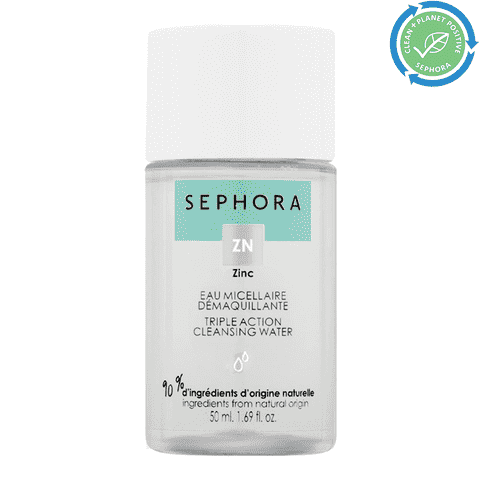 CLEAN + PLANET POSITIVE
SEPHORA
SEPHORA
ZN
Zinc
EAU MICELLAIRE
DÉMAQUILLANTE
TRIPLE ACTION
CLEANSING WATER
90 % d'ingrédients d'origine naturelle
ingredients from natural origin
50 ml. 1.69 fl. oz.